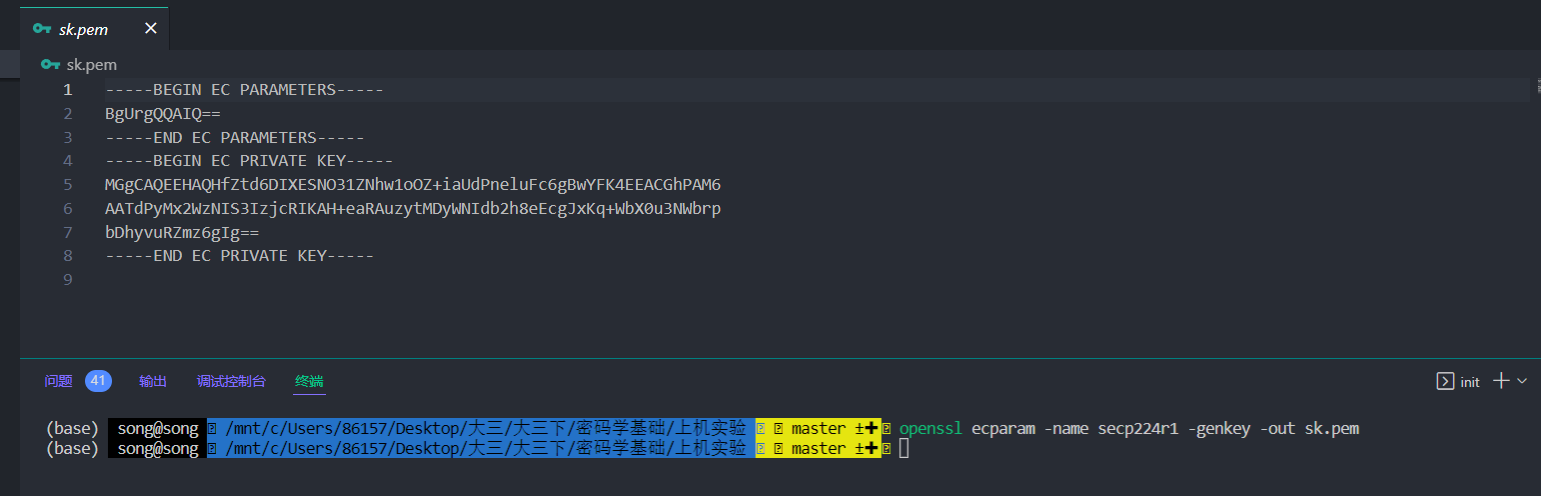 sk.pem
sk.pem
1 -----BEGIN EC PARAMETERS-----
2 BgUrgQQAIQ==
3 -----END EC PARAMETERS-----
4 -----BEGIN EC PRIVATE KEY-----
5 MGgCAQEEHAQHfZtd6DIXESNO31ZNhw1oOZ+iaUdPneluFc6gBwYFK4EEACGhPAM6
6 AATdPyMx2WzNIS3IzjcRIKAH+eaRAuzytMDyWNIdb2h8eEcgJxKq+WbX0u3NWbrp
7 bDhyvuRZmz6gIg==
8 -----END EC PRIVATE KEY-----
9
问题 41 输出 调试控制台 终端 init
(base) song@song /mnt/c/Users/86157/Desktop/大三/大三下/密码学基础/上机实验 master ±✚ openssl ecparam -name secp224r1 -genkey -out sk.pem
(base) song@song /mnt/c/Users/86157/Desktop/大三/大三下/密码学基础/上机实验 master ±✚